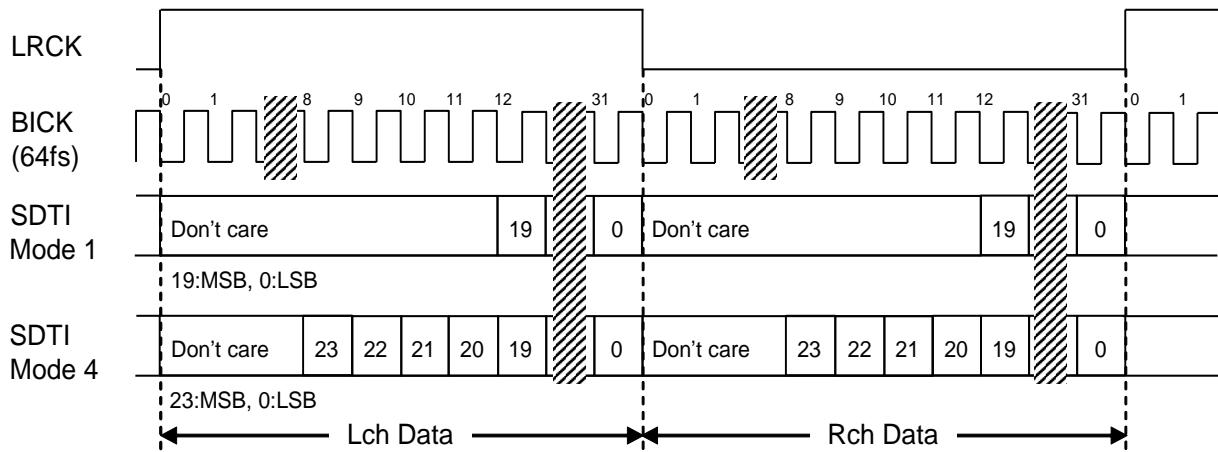 LRCK
0 1 8 9 10 11 12 31 0 1 8 9 10 11 12 31 0 1
BICK
(64fs)
SDTI
Mode 1
Don't care 19 0 Don't care 19 0
19:MSB, 0:LSB
SDTI
Mode 4
Don't care 23 22 21 20 19 0 Don't care 23 22 21 20 19 0
23:MSB, 0:LSB
Lch Data Rch Data